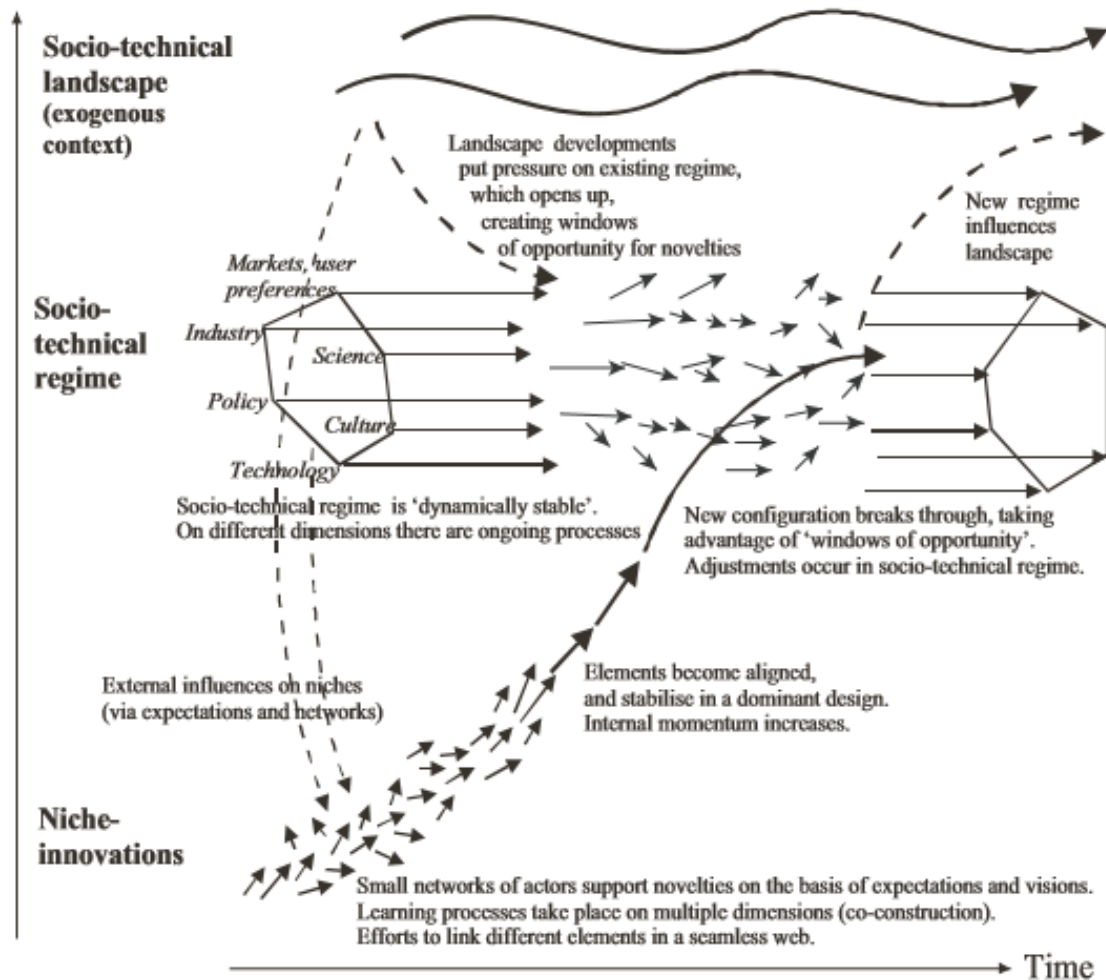 Socio-technical
landscape
(exogenous
context)
Landscape developments
put pressure on existing regime,
which opens up,
creating windows
of opportunity for novelties
New regime
influences
landscape
Socio-
technical
regime
Markets, user
preferences
Industry
Science
Policy
Culture
Technology
Socio-technical regime is ‘dynamically stable’.
On different dimensions there are ongoing processes
New configuration breaks through, taking
advantage of ‘windows of opportunity’.
Adjustments occur in socio-technical regime.
External influences on niches
(via expectations and networks)
Elements become aligned,
and stabilise in a dominant design.
Internal momentum increases.
Niche-
innovations
Small networks of actors support novelties on the basis of expectations and visions.
Learning processes take place on multiple dimensions (co-construction).
Efforts to link different elements in a seamless web.
Time